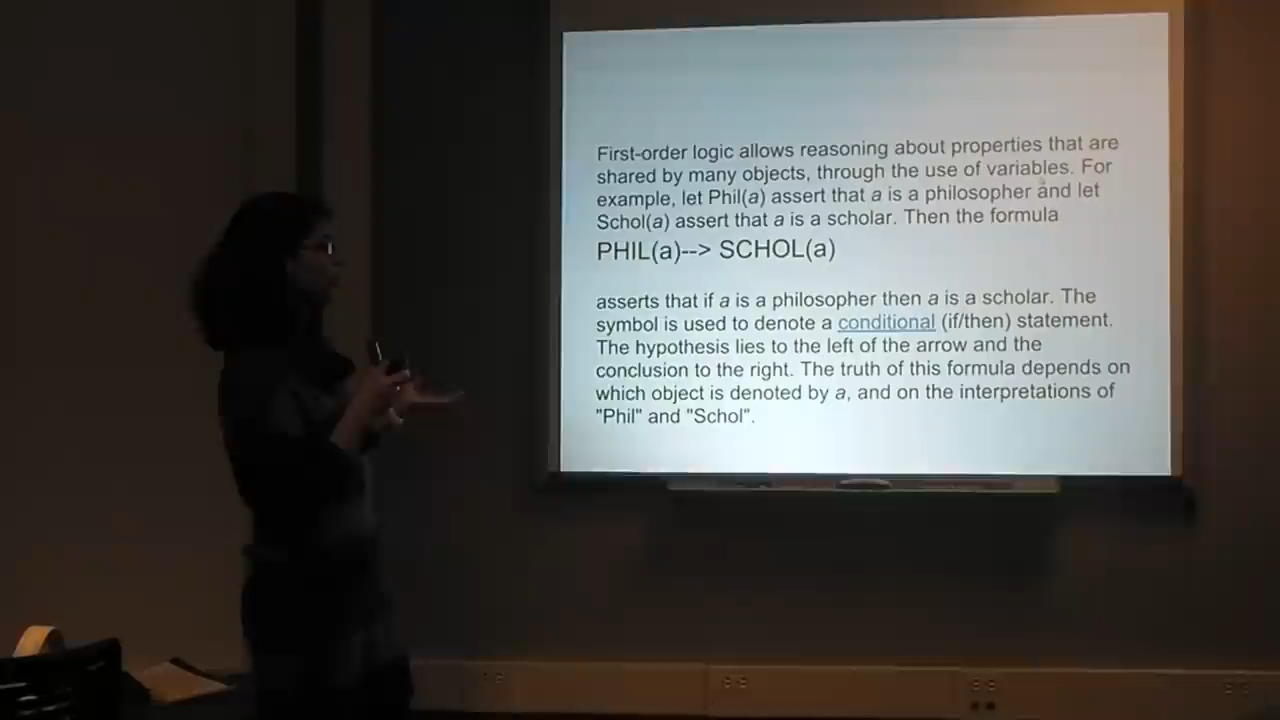 First-order logic allows reasoning about properties that are
shared by many objects, through the use of variables. For
example, let Phil(a) assert that a is a philosopher and let
Schol(a) assert that a is a scholar. Then the formula
PHIL(a)--> SCHOL(a)
asserts that if a is a philosopher then a is a scholar. The
symbol is used to denote a conditional (if/then) statement.
The hypothesis lies to the left of the arrow and the
conclusion to the right. The truth of this formula depends on
which object is denoted by a, and on the interpretations of
"Phil" and "Schol".